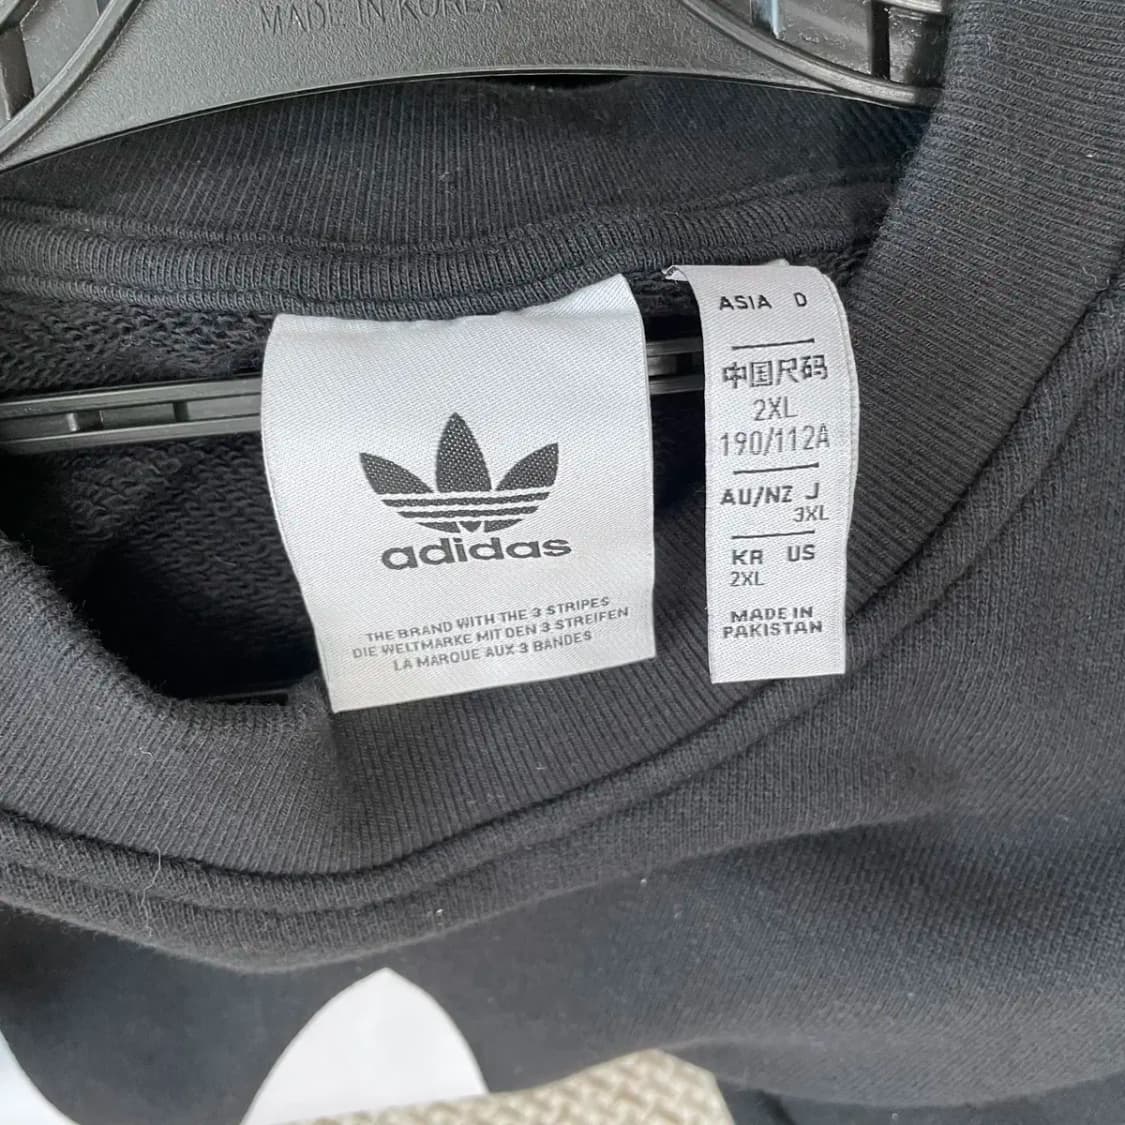 MADE IN KOREA
adidas
THE BRAND WITH THE 3 STRIPES
DIE WELTMARKE MIT DEN 3 STREIFEN
LA MARQUE AUX 3 BANDES
ASIA D
中国尺码
2XL
190/112A
AU/NZ J
3XL
KR US
2XL
MADE IN
PAKISTAN